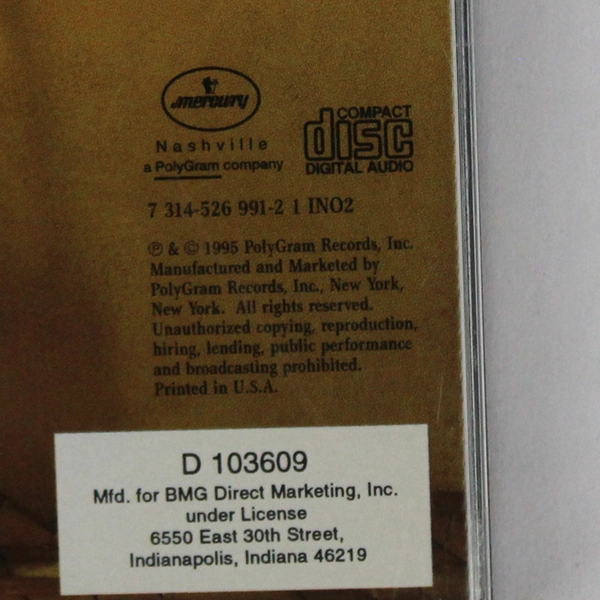 mercury
Nashville
a PolyGram company
COMPACT
disc
DIGITAL AUDIO
7 314-526 991-2 1 INO2
℗ & © 1995 PolyGram Records, Inc.
Manufactured and Marketed by
PolyGram Records, Inc., New York,
New York. All rights reserved.
Unauthorized copying, reproduction,
hiring, lending, public performance
and broadcasting prohibited.
Printed in U.S.A.
D 103609
Mfd. for BMG Direct Marketing, Inc.
under License
6550 East 30th Street,
Indianapolis, Indiana 46219